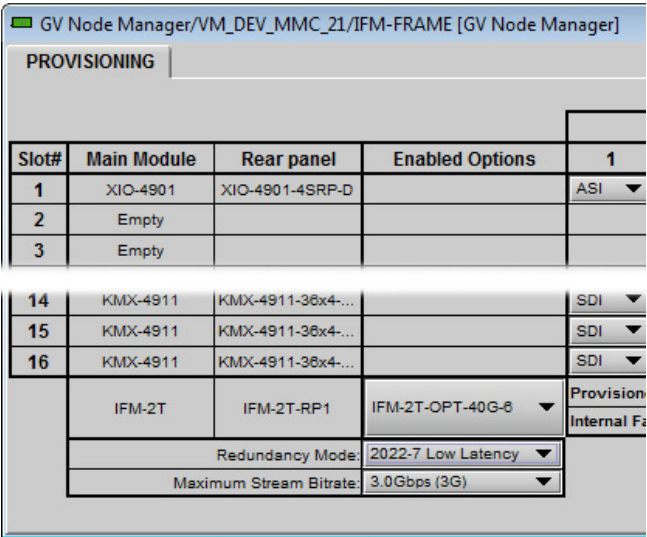 GV Node Manager/VM_DEV_MMC_21/IFM-FRAME [GV Node Manager]
PROVISIONING
Slot# Main Module Rear panel Enabled Options 1
1 XIO-4901 XIO-4901-4SRP-D ASI
2 Empty
3 Empty
14 KMX-4911 KMX-4911-36x4-... SDI
15 KMX-4911 KMX-4911-36x4-... SDI
16 KMX-4911 KMX-4911-36x4-... SDI
IFM-2T IFM-2T-RP1 IFM-2T-OPT-40G-6 Provision
Internal Fa
Redundancy Mode: 2022-7 Low Latency
Maximum Stream Bitrate: 3.0Gbps (3G)